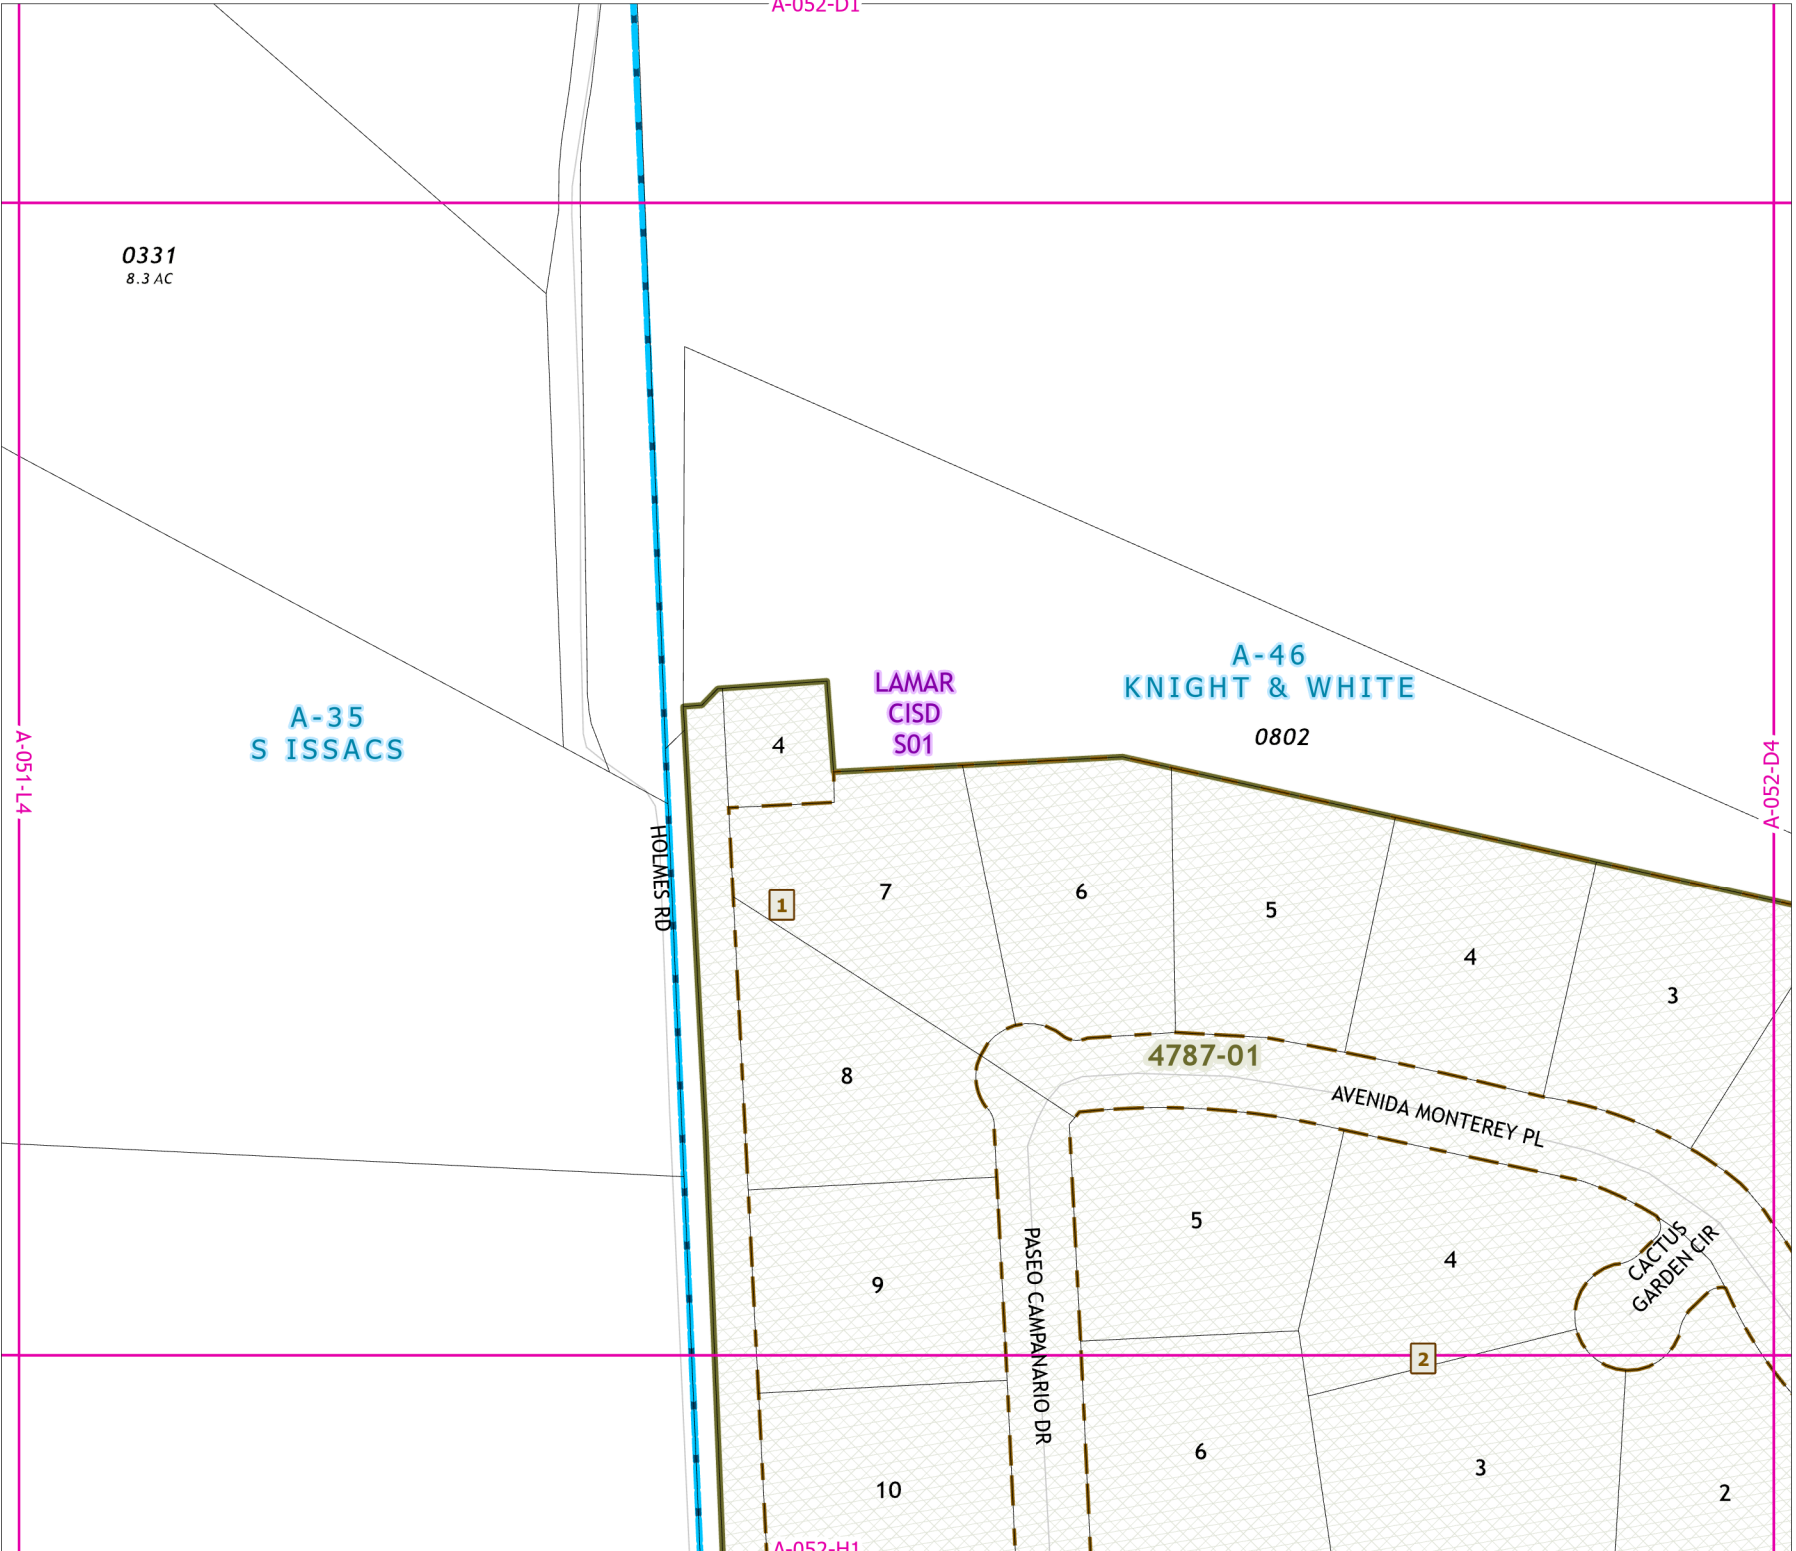 A-052-D1
0331
8.3 AC
A-46
KNIGHT & WHITE
0802
LAMAR
CISD
S01
A-35
S ISSACS
A-051-L4
A-052-D4
4
HOLMES RD
1
7
6
5
4
3
4787-01
8
AVENIDA MONTEREY PL
5
4
CACTUS
GARDEN CIR
9
PASEO CAMPANARIO DR
2
10
6
3
2
A-052-H1